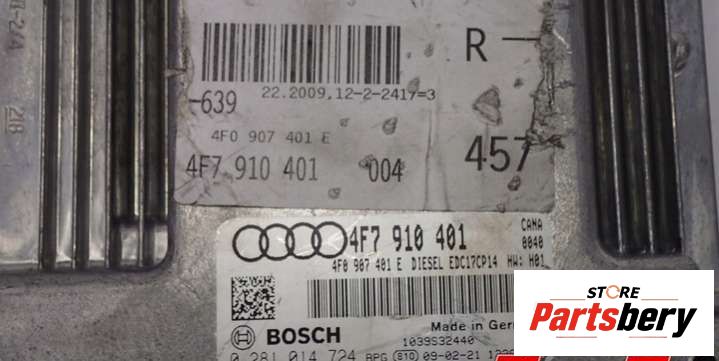 R
22.2009,12-2-2417=3
-639
4F0 907 401 E
4F7 910 401 004
457
4F7 910 401
CANA
0040
4F0 907 401 E DIESEL EDC17CP14 HW: H01
Made in Ger
BOSCH
1039S32440
0 281 014 724 BPG 09-02-21
STORE
Partsbery